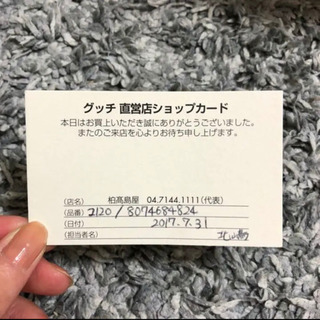 グッチ 直営店ショップカード
本日はお買上いただき誠にありがとうございました。
またのご来店を心よりお待ち申し上げます。
(店名) 柏髙島屋 04.7144.1111(代表)
(品番) 2120/8074684824
(日付) 2017.7.31
(担当者名)